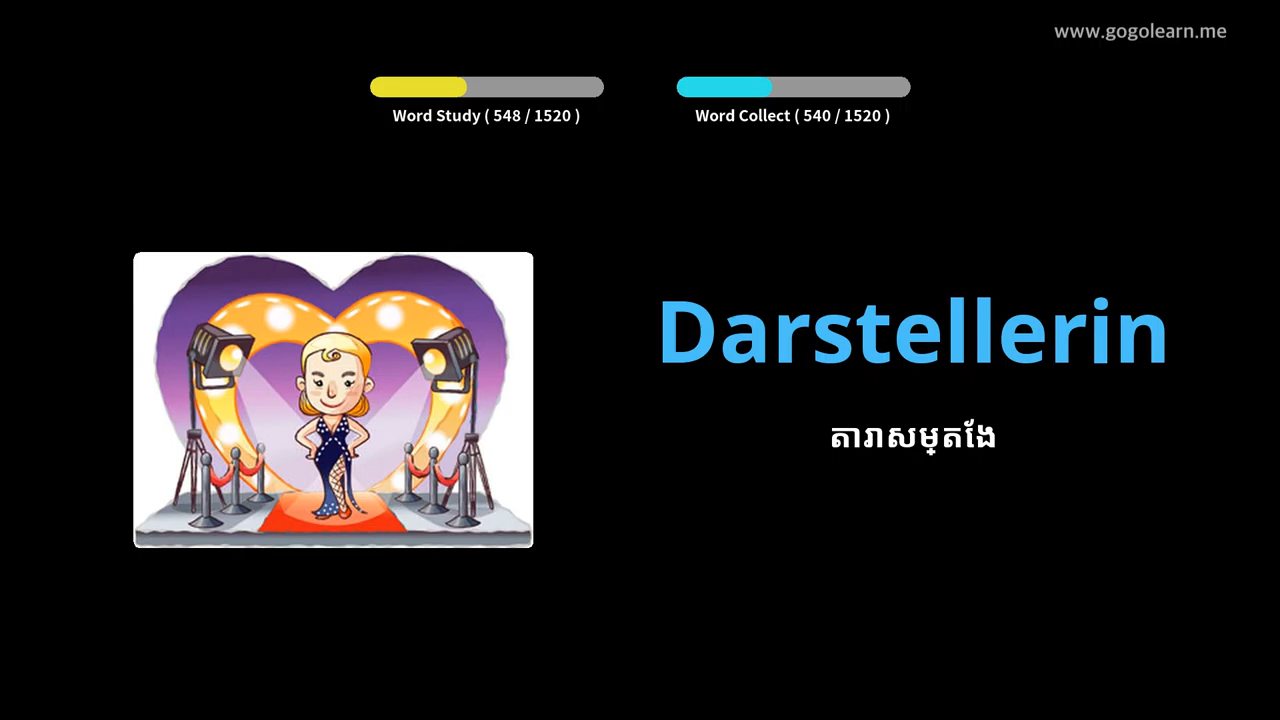 www.gogolearn.me
Word Study ( 548 / 1520 )
Word Collect ( 540 / 1520 )
Darstellerin
តារាសម្តែង